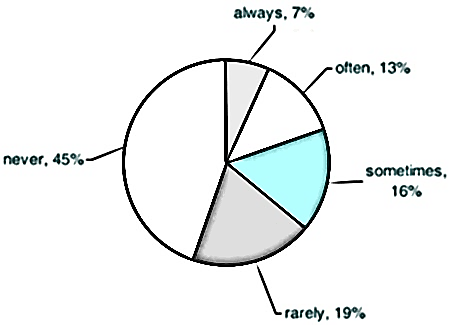 always, 7%
often, 13%
never, 45%
sometimes,
16%
rarely, 19%